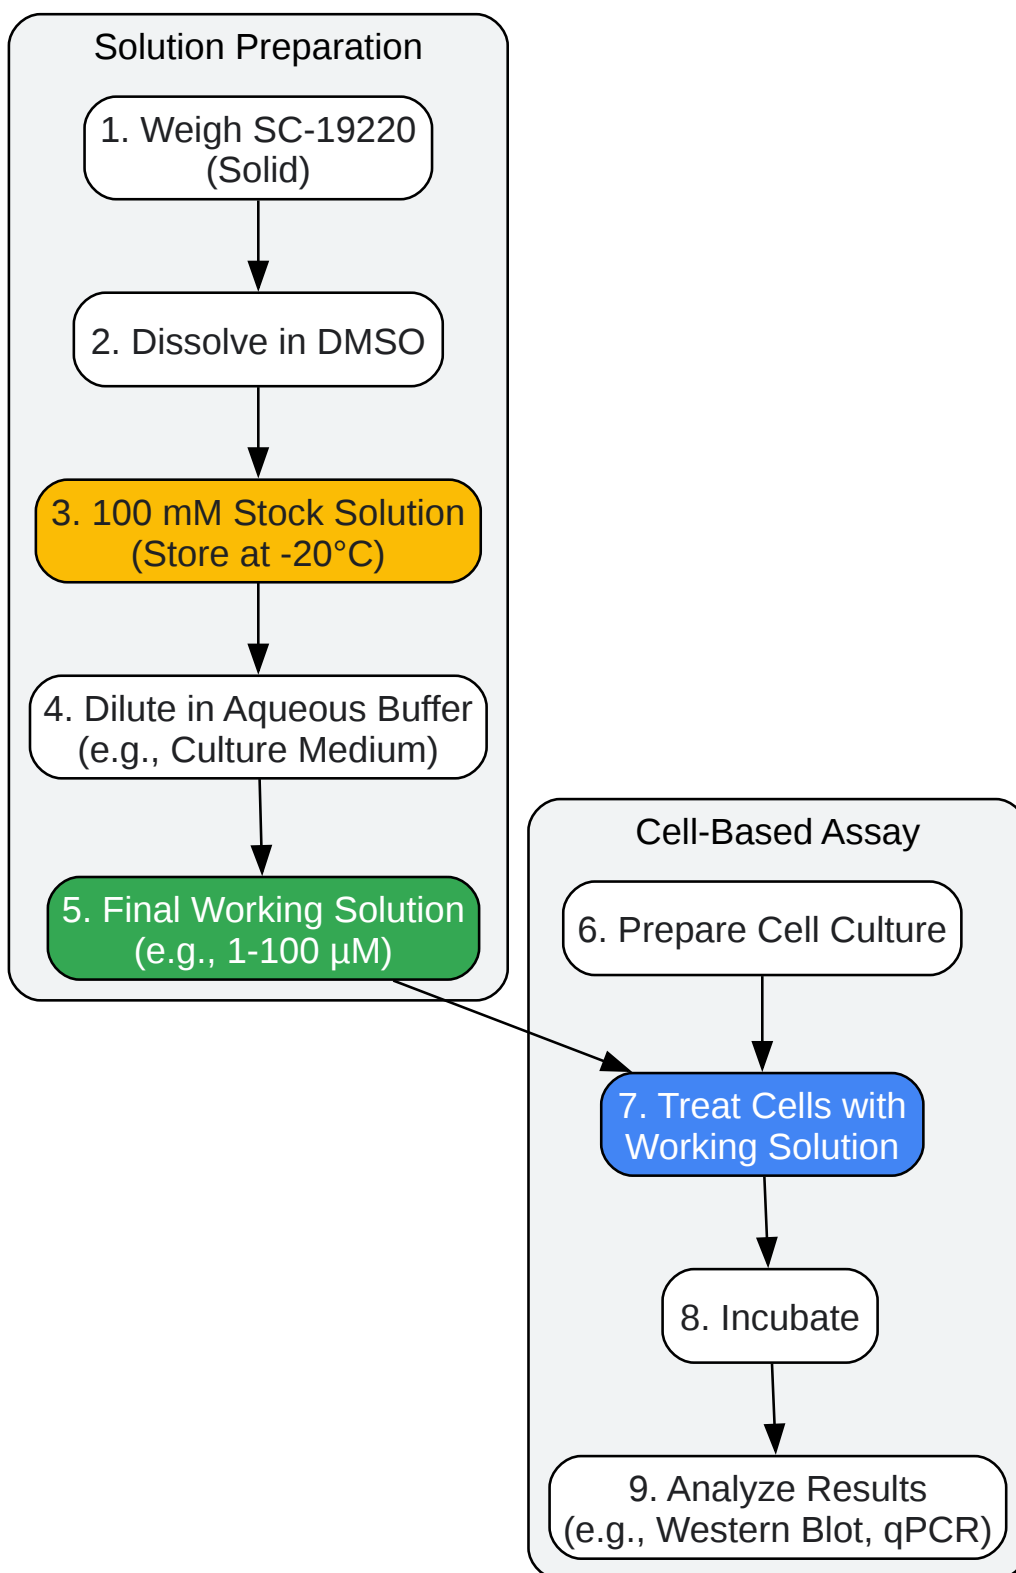 Solution Preparation
1. Weigh SC-19220
(Solid)
2. Dissolve in DMSO
3. 100 mM Stock Solution
(Store at -20°C)
4. Dilute in Aqueous Buffer
(e.g., Culture Medium)
5. Final Working Solution
(e.g., 1-100 µM)
Cell-Based Assay
6. Prepare Cell Culture
7. Treat Cells with
Working Solution
8. Incubate
9. Analyze Results
(e.g., Western Blot, qPCR)